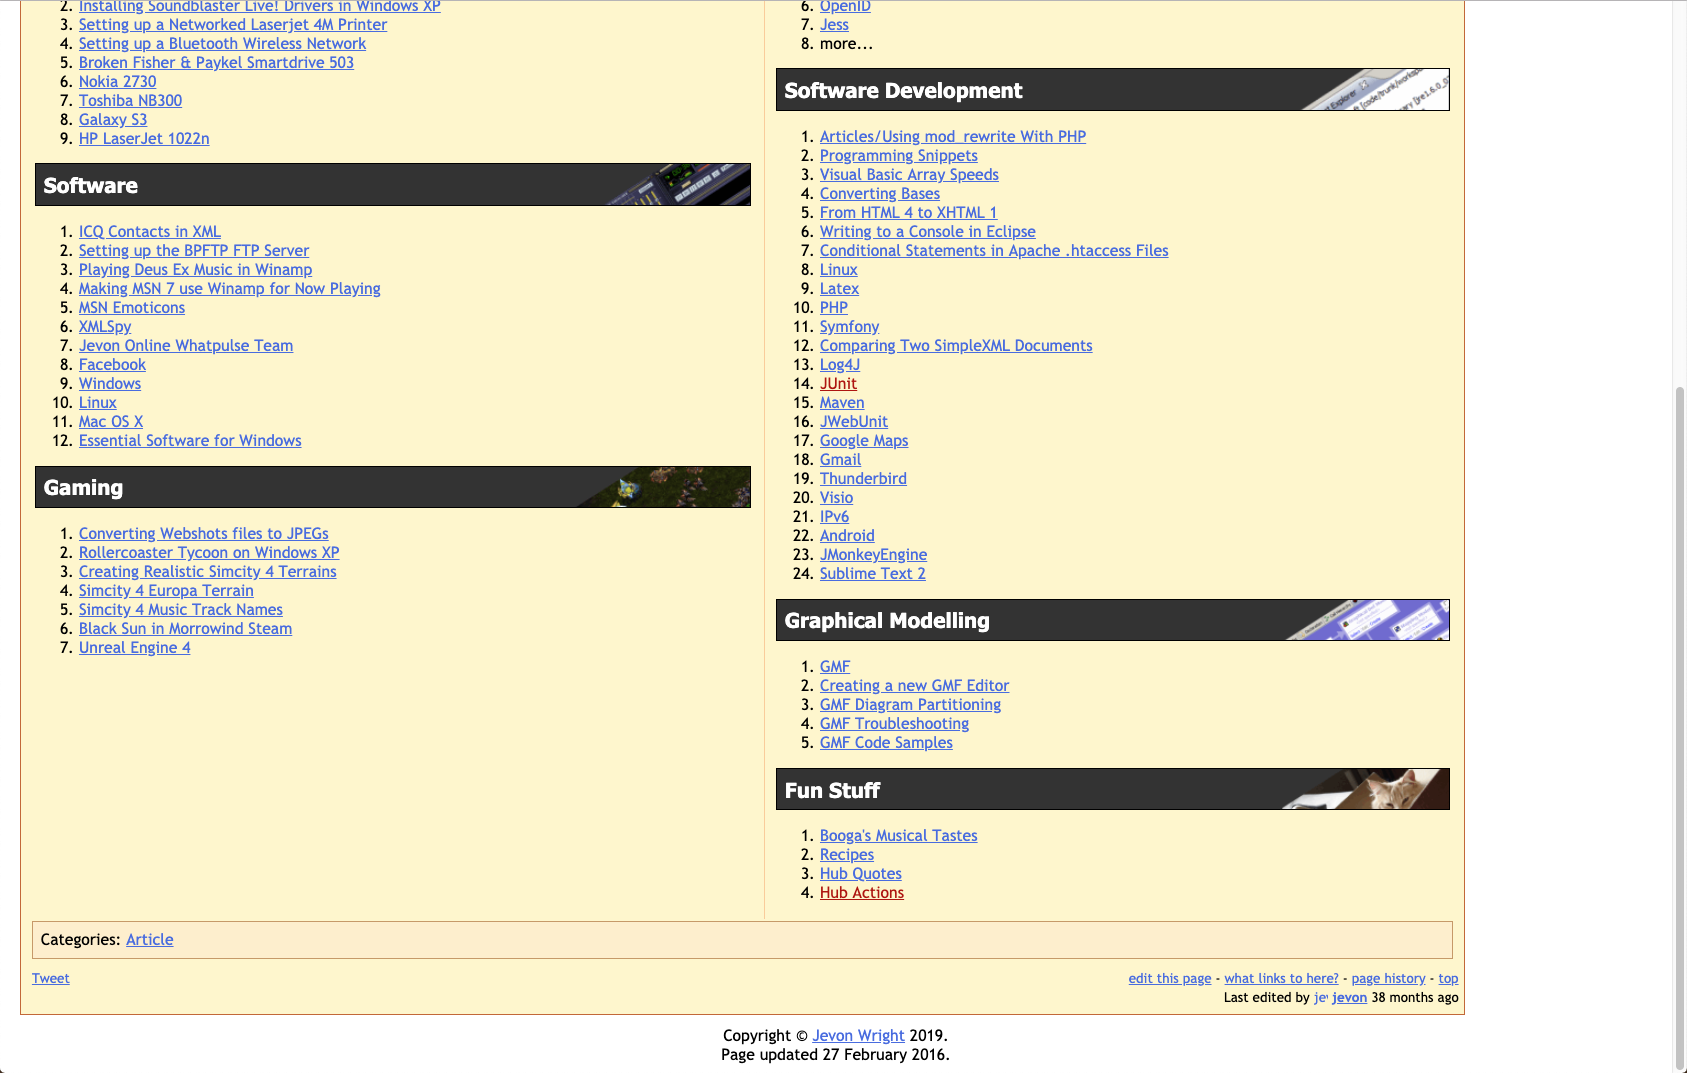 2. Installing Soundblaster Live! Drivers in Windows XP
3. Setting up a Networked Laserjet 4M Printer
4. Setting up a Bluetooth Wireless Network
5. Broken Fisher & Paykel Smartdrive 503
6. Nokia 2730
7. Toshiba NB300
8. Galaxy S3
9. HP LaserJet 1022n
Software
1. ICQ Contacts in XML
2. Setting up the BPFTP FTP Server
3. Playing Deus Ex Music in Winamp
4. Making MSN 7 use Winamp for Now Playing
5. MSN Emoticons
6. XMLSpy
7. Jevon Online Whatpulse Team
8. Facebook
9. Windows
10. Linux
11. Mac OS X
12. Essential Software for Windows
Gaming
1. Converting Webshots files to JPEGs
2. Rollercoaster Tycoon on Windows XP
3. Creating Realistic Simcity 4 Terrains
4. Simcity 4 Europa Terrain
5. Simcity 4 Music Track Names
6. Black Sun in Morrowind Steam
7. Unreal Engine 4
6. OpenID
7. Jess
8. more...
Software Development
1. Articles/Using mod_rewrite With PHP
2. Programming Snippets
3. Visual Basic Array Speeds
4. Converting Bases
5. From HTML 4 to XHTML 1
6. Writing to a Console in Eclipse
7. Conditional Statements in Apache .htaccess Files
8. Linux
9. Latex
10. PHP
11. Symfony
12. Comparing Two SimpleXML Documents
13. Log4J
14. JUnit
15. Maven
16. JWebUnit
17. Google Maps
18. Gmail
19. Thunderbird
20. Visio
21. IPv6
22. Android
23. JMonkeyEngine
24. Sublime Text 2
Graphical Modelling
1. GMF
2. Creating a new GMF Editor
3. GMF Diagram Partitioning
4. GMF Troubleshooting
5. GMF Code Samples
Fun Stuff
1. Booga's Musical Tastes
2. Recipes
3. Hub Quotes
4. Hub Actions
Categories: Article
Tweet
edit this page - what links to here? - page history - top
Last edited by jevon 38 months ago
Copyright © Jevon Wright 2019.
Page updated 27 February 2016.